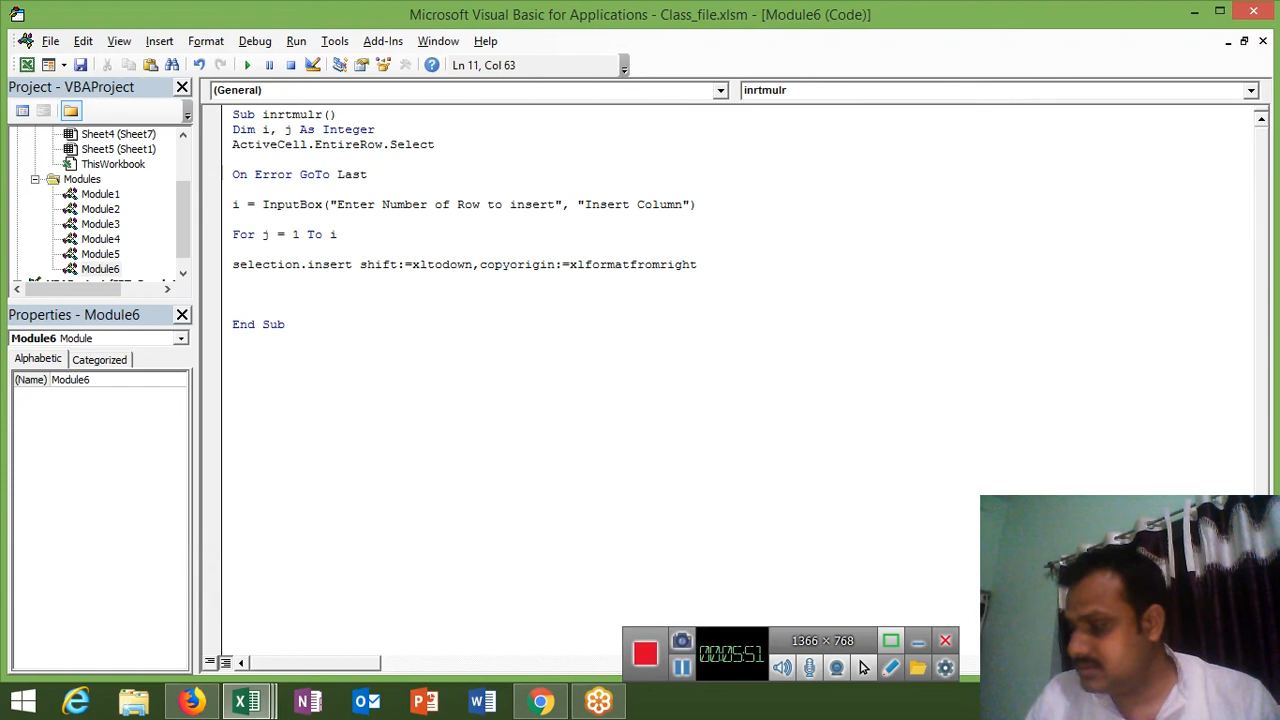 Microsoft Visual Basic for Applications - Class_file.xlsm - [Module6 (Code)]
File Edit View Insert Format Debug Run Tools Add-Ins Window Help
Ln 11, Col 63
Project - VBAProject
(General)
inrtmulr
Sheet4 (Sheet7)
Sheet5 (Sheet1)
ThisWorkbook
Modules
Module1
Module2
Module3
Module4
Module5
Module6
Properties - Module6
Module6 Module
Alphabetic Categorized
(Name) Module6
Sub inrtmulr()
Dim i, j As Integer
ActiveCell.EntireRow.Select
On Error GoTo Last
i = InputBox("Enter Number of Row to insert", "Insert Column")
For j = 1 To i
selection.insert shift:=xltodown,copyorigin:=xlformatfromright
End Sub
00:05:51
1366 × 768